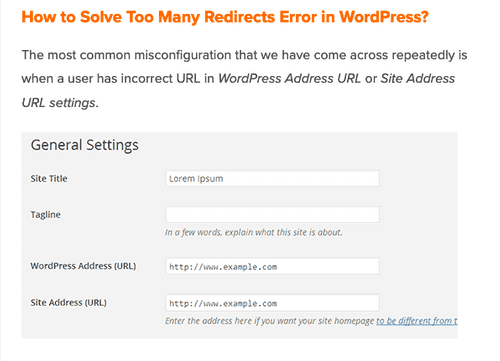 How to Solve Too Many Redirects Error in WordPress?
The most common misconfiguration that we have come across repeatedly is
when a user has incorrect URL in WordPress Address URL or Site Address
URL settings.
General Settings
Site Title Lorem Ipsum
Tagline
In a few words, explain what this site is about.
WordPress Address (URL) http://www.example.com
Site Address (URL) http://www.example.com
Enter the address here if you want your site homepage to be different from t